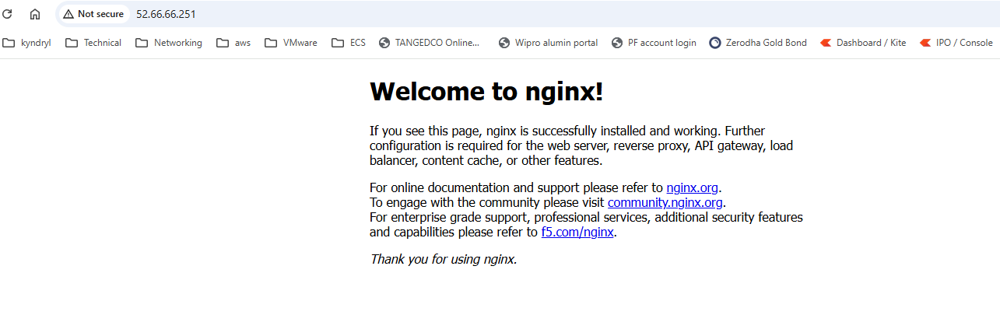 Not secure 52.66.66.251
kyndryl Technical Networking aws VMware ECS TANGEDCO Online... Wipro alumin portal PF account login Zerodha Gold Bond Dashboard / Kite IPO / Console
Welcome to nginx!
If you see this page, nginx is successfully installed and working. Further
configuration is required for the web server, reverse proxy, API gateway, load
balancer, content cache, or other features.
For online documentation and support please refer to nginx.org.
To engage with the community please visit community.nginx.org.
For enterprise grade support, professional services, additional security features
and capabilities please refer to f5.com/nginx.
Thank you for using nginx.